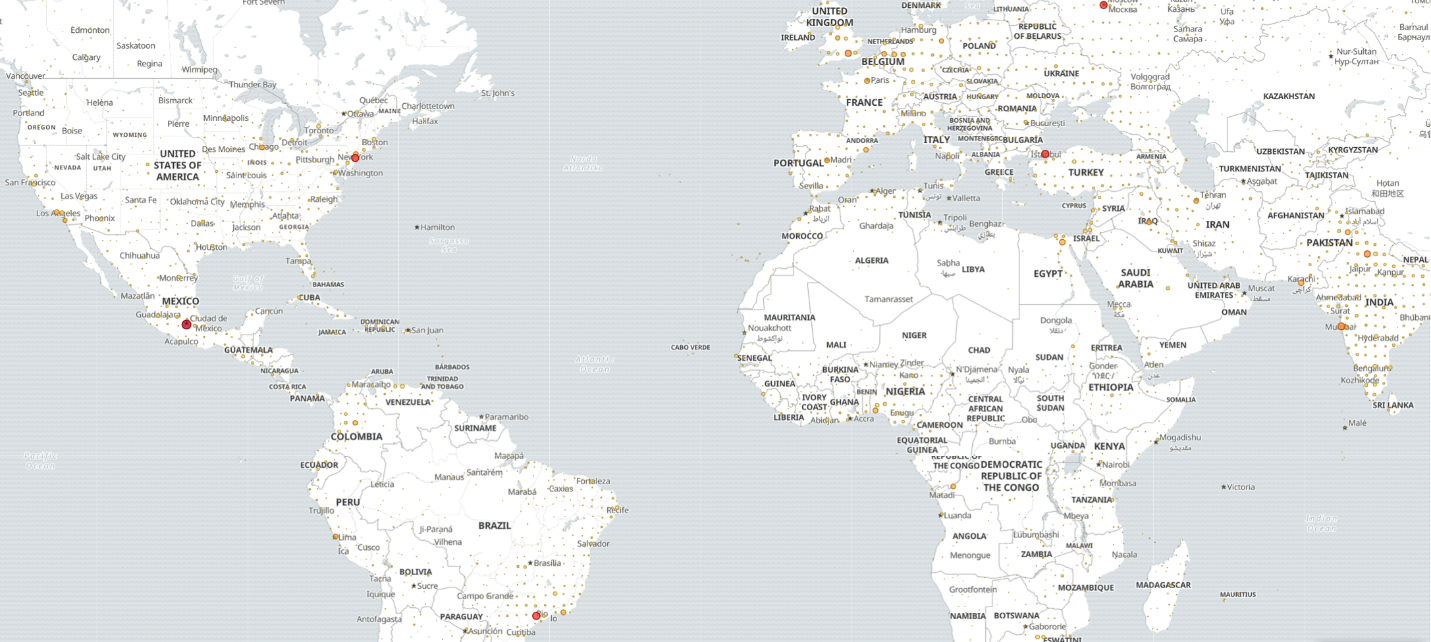 Fort Severn
Edmonton
Saskatoon
Calgary
Regina
Winnipeg
Vancouver
Seattle
Thunder Bay
Québec
St. John's
Portland
Helena
Bismarck
Ottawa
MAINE
Charlottetown
Halifax
OREGON
Boise
Pierre
Minneapolis
Toronto
WYOMING
Boston
Salt Lake City
UNITED
STATES OF
AMERICA
Des Moines
Chicago
Detroit
Pittsburgh
New York
NEVADA
UTAH
Washington
San Francisco
Saint Louis
Las Vegas
Santa Fe
Oklahoma City
Memphis
Raleigh
Los Angeles
Phoenix
Dallas
Jackson
Atlanta
GEORGIA
Hamilton
Sargasso
Houston
Chihuahua
Tampa
Gulf of
Mexico
Monterrey
BAHAMAS
Mazatlán
MEXICO
CUBA
Cancún
Guadalajara
Ciudad de
México
Acapulco
JAMAICA
DOMINICAN
REPUBLIC
San Juan
GUATEMALA
NICARAGUA
ARUBA
BARBADOS
COSTA RICA
Maracaibo
TRINIDAD
AND TOBAGO
PANAMA
VENEZUELA
Paramaribo
SURINAME
COLOMBIA
Pacific
Ocean
ECUADOR
Macapá
Manaus
Santarém
Leticia
Marabá
Caxias
Fortaleza
PERU
Trujillo
Recife
BRAZIL
Ji-Paraná
Vilhena
Lima
Ica
Cusco
Salvador
Brasília
BOLIVIA
Tacna
Sucre
Iquique
Campo Grande
Rio
Antofagasta
PARAGUAY
Asunción
Curitiba
Atlantic
Ocean
UNITED
KINGDOM
DENMARK
LITHUANIA
Москва
Казань
Ufa
Уфа
Samara
Самара
Barnaul
IRELAND
Hamburg
REPUBLIC
OF BELARUS
NETHERLANDS
POLAND
BELGIUM
Nur-Sultan
Нур-Султан
Paris
CZECHIA
SLOVAKIA
UKRAINE
Volgograd
Волгоград
FRANCE
AUSTRIA
HUNGARY
MOLDOVA
KAZAKHSTAN
ROMANIA
Milano
BOSNIA AND
HERZEGOVINA
București
ANDORRA
ITALY
MONTENEGRO
BULGARIA
PORTUGAL
Madri
Napoli
ALBANIA
İstanbul
ARMENIA
UZBEKISTAN
KYRGYZSTAN
GREECE
TURKEY
TURKMENISTAN
TAJIKISTAN
Sevilla
Asgabat
Hotan
和田地区
Oran
Alger
Tunis
Valletta
Tehran
تهران
Rabat
الرباط
TUNISIA
Tripoli
Benghaz
CYPRUS
SYRIA
IRAQ
IRAN
AFGHANISTAN
Islamabad
MOROCCO
Ghardaja
ISRAEL
Shiraz
شیراز
PAKISTAN
KUWAIT
ALGERIA
Sabha
LIBYA
EGYPT
SAUDI
ARABIA
NEPAL
Jaipur
Kanpur
Karachi
UNITED ARAB
EMIRATES
Muscat
مسقط
Ahmedabad
INDIA
Surat
Tamanrasset
Mecca
مكة
OMAN
MAURITANIA
Nouakchott
نواكشوط
Dongola
دنقلا
Mumbai
Hyderabad
CABO VERDE
MALI
NIGER
CHAD
SUDAN
ERITREA
YEMEN
SENEGAL
Niamey
Zinder
N'Djamena
Nyala
Gonder
Aden
Bengaluru
Kozhikode
BURKINA
FASO
Kano
GUINEA
BENIN
NIGERIA
ETHIOPIA
SOMALIA
SRI LANKA
IVORY
COAST
GHANA
Enugu
CENTRAL
AFRICAN
REPUBLIC
SOUTH
SUDAN
LIBERIA
Abidjan
Accra
Obo
Malé
CAMEROON
EQUATORIAL
GUINEA
Bumba
UGANDA
KENYA
Mogadishu
مقديشو
REPUBLIC OF
THE CONGO
DEMOCRATIC
REPUBLIC OF
THE CONGO
Nairobi
Mombasa
Victoria
Matadi
TANZANIA
Luanda
Mbeya
Indian
Ocean
ANGOLA
Lubumbashi
MALAWI
Menongue
ZAMBIA
Nacala
Grootfontein
MOZAMBIQUE
MADAGASCAR
MAURITIUS
NAMIBIA
BOTSWANA
Gaborone
ESWATINI